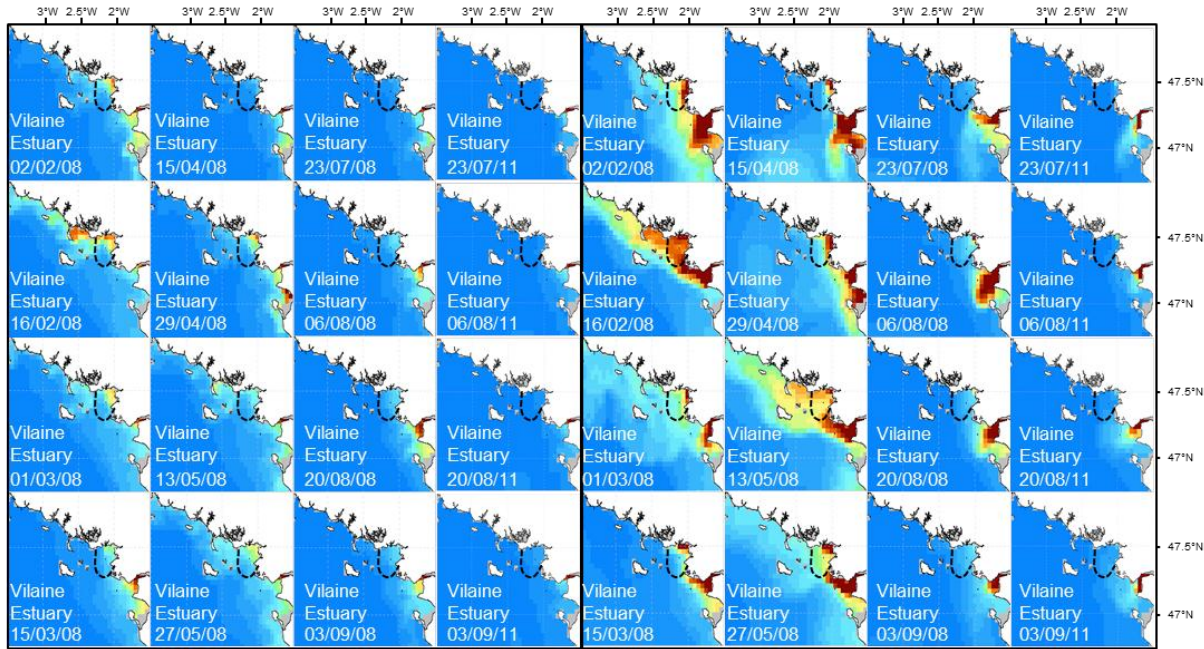 3°W 2.5°W 2°W 2.5°W 2°W 2.5°W 2°W 2.5°W 2°W 3°W 2.5°W 2°W 2.5°W 2°W 2.5°W 2°W 2.5°W 2°W
47.5°N
Vilaine Vilaine Vilaine Vilaine Vilaine Vilaine Vilaine Vilaine
Estuary Estuary Estuary Estuary Estuary Estuary Estuary Estuary
47°N
02/02/08 15/04/08 23/07/08 23/07/11 02/02/08 15/04/08 23/07/08 23/07/11
47.5°N
Vilaine Vilaine Vilaine Vilaine Vilaine Vilaine Vilaine Vilaine
Estuary Estuary Estuary Estuary Estuary Estuary Estuary Estuary
47°N
16/02/08 29/04/08 06/08/08 06/08/11 16/02/08 29/04/08 06/08/08 06/08/11
47.5°N
Vilaine Vilaine Vilaine Vilaine Vilaine Vilaine Vilaine Vilaine
Estuary Estuary Estuary Estuary Estuary Estuary Estuary Estuary
47°N
01/03/08 13/05/08 20/08/08 20/08/11 01/03/08 13/05/08 20/08/08 20/08/11
47.5°N
Vilaine Vilaine Vilaine Vilaine Vilaine Vilaine Vilaine Vilaine
Estuary Estuary Estuary Estuary Estuary Estuary Estuary Estuary
47°N
15/03/08 27/05/08 03/09/08 03/09/11 15/03/08 27/05/08 03/09/08 03/09/11